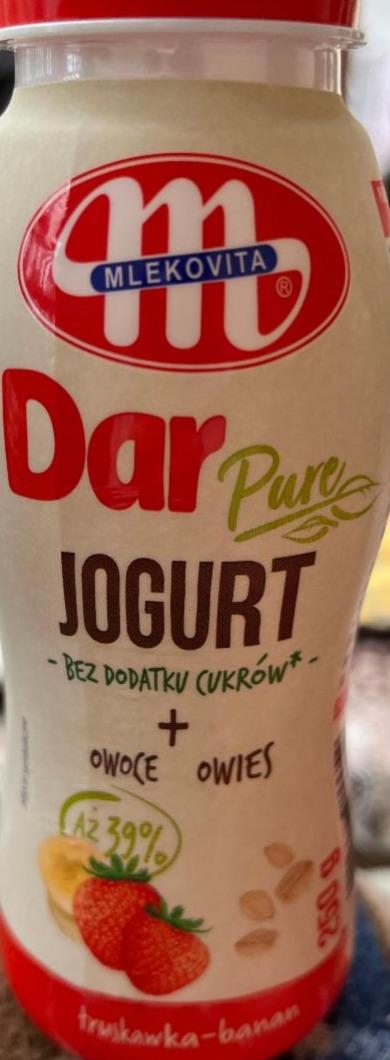 MLEKOVITA
®
Dar
Pure
JOGURT
- BEZ DODATKU CUKRÓW* -
+
OWOCE OWIES
AŻ 39%
250 g
truskawka-banan